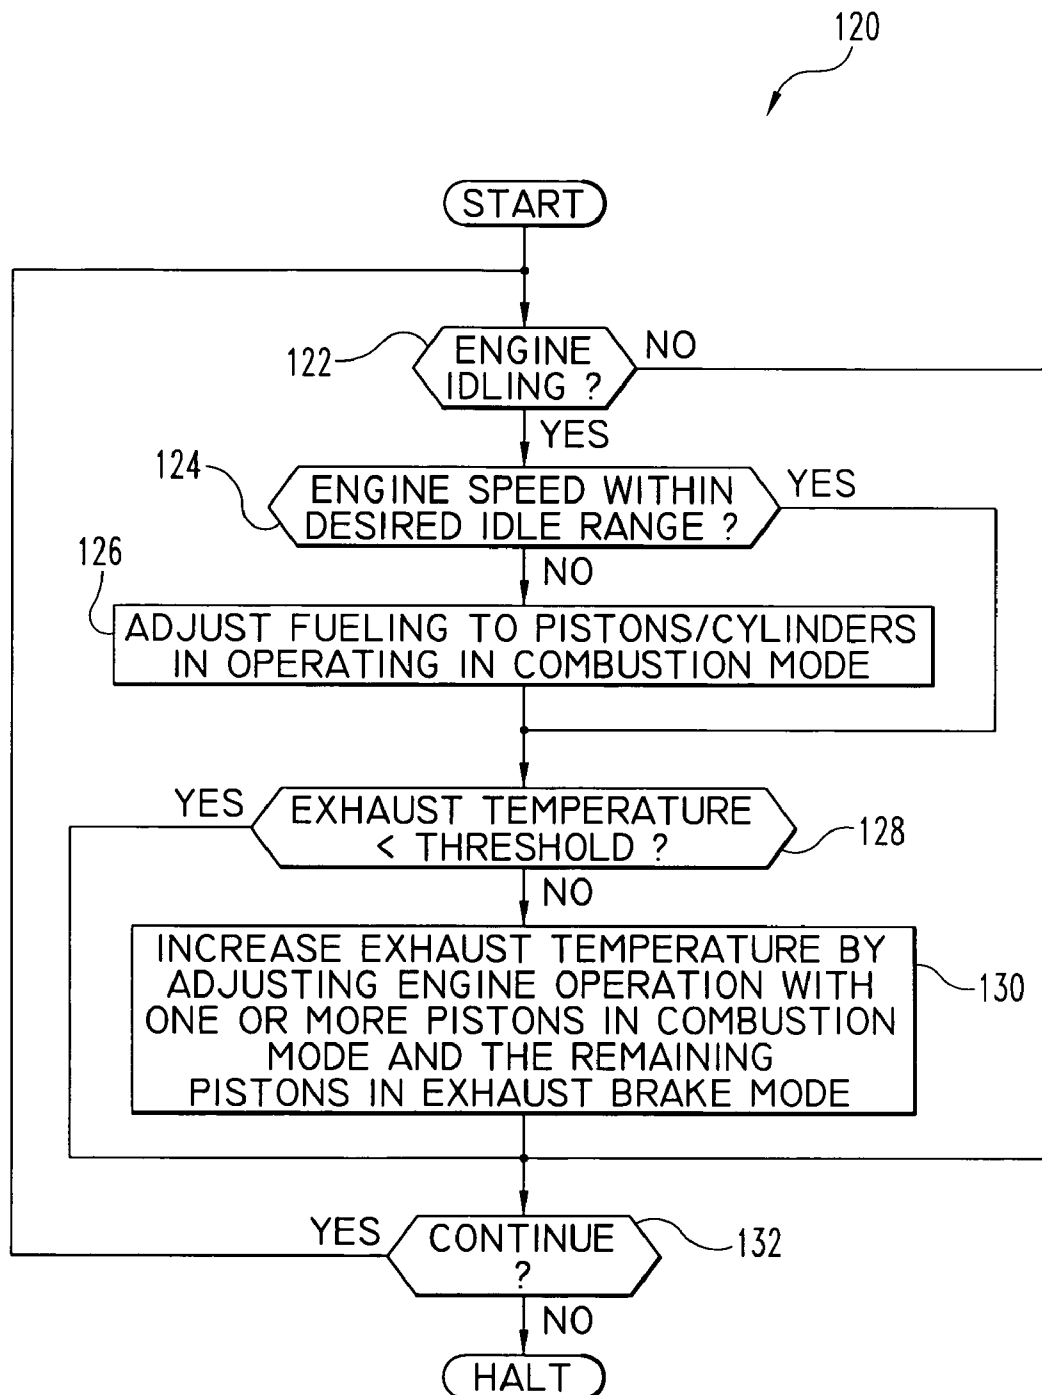 120
START
122
ENGINE
IDLING ?
NO
YES
124
ENGINE SPEED WITHIN
DESIRED IDLE RANGE ?
YES
NO
126
ADJUST FUELING TO PISTONS/CYLINDERS
IN OPERATING IN COMBUSTION MODE
YES
EXHAUST TEMPERATURE
< THRESHOLD ?
128
NO
INCREASE EXHAUST TEMPERATURE BY
ADJUSTING ENGINE OPERATION WITH
ONE OR MORE PISTONS IN COMBUSTION
MODE AND THE REMAINING
PISTONS IN EXHAUST BRAKE MODE
130
YES
CONTINUE
?
132
NO
HALT